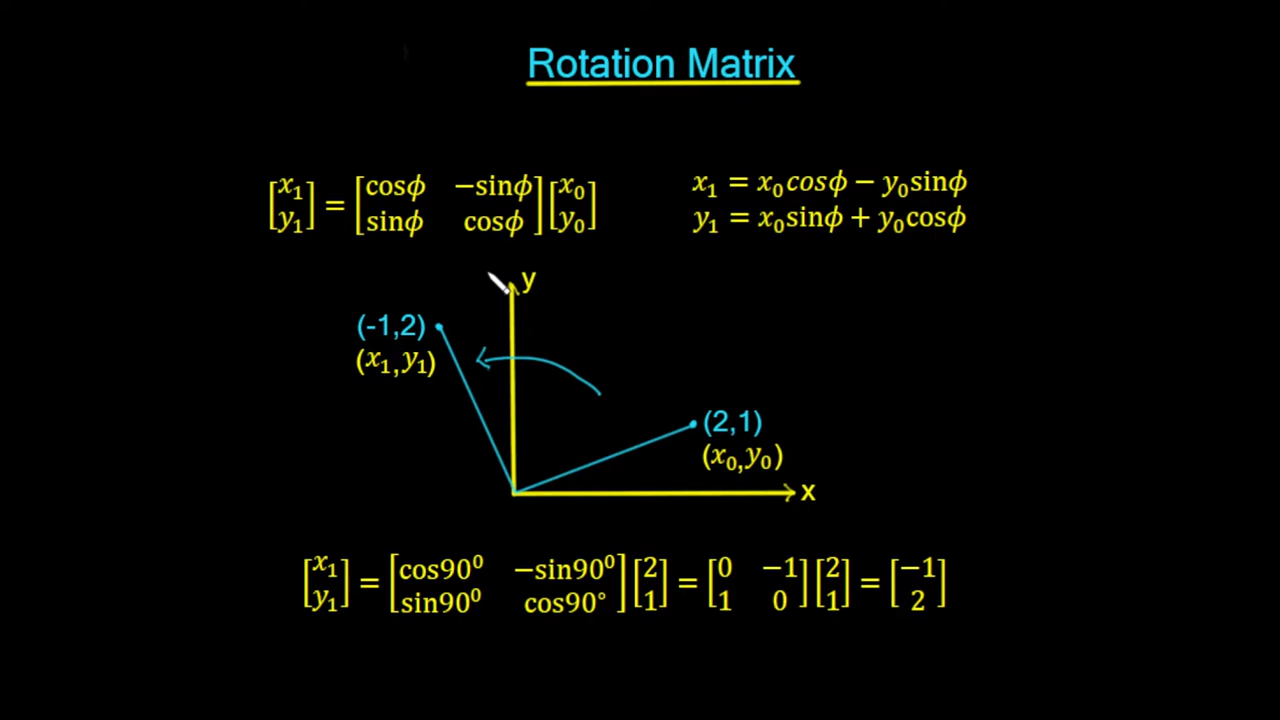 Rotation Matrix
[x₁ y₁] = [cosϕ −sinϕ sinϕ cosϕ] [x₀ y₀]
x₁ = x₀cosϕ − y₀sinϕ
y₁ = x₀sinϕ + y₀cosϕ
y
(-1,2)
(x₁,y₁)
(2,1)
(x₀,y₀)
x
[x₁ y₁] = [cos90⁰ −sin90⁰ sin90⁰ cos90°] [2 1] = [0 −1 1 0] [2 1] = [−1 2]